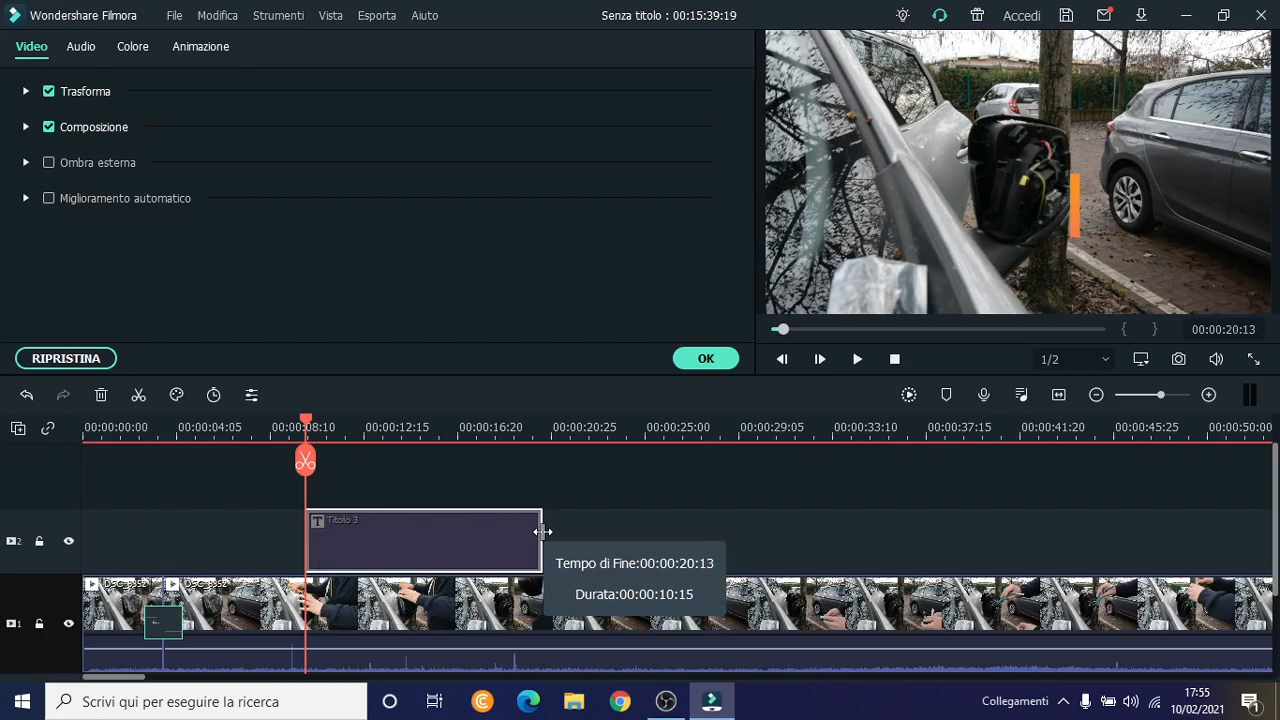 Wondershare Filmora
File
Modifica
Strumenti
Vista
Esporta
Aiuto
Senza titolo : 00:15:39:19
Accedi
Video
Audio
Colore
Animazione
Trasforma
Composizione
Ombra esterna
Miglioramento automatico
RIPRISTINA
OK
00:00:20:13
1/2
00:00:00:00
00:00:04:05
00:00:08:10
00:00:12:15
00:00:16:20
00:00:20:25
00:00:25:00
00:00:29:05
00:00:33:10
00:00:37:15
00:00:41:20
00:00:45:25
00:00:50:00
T Titolo 3
2
Tempo di Fine:00:00:20:13
Durata:00:00:10:15
1
Scrivi qui per eseguire la ricerca
Collegamenti
17:55
10/02/2021
1